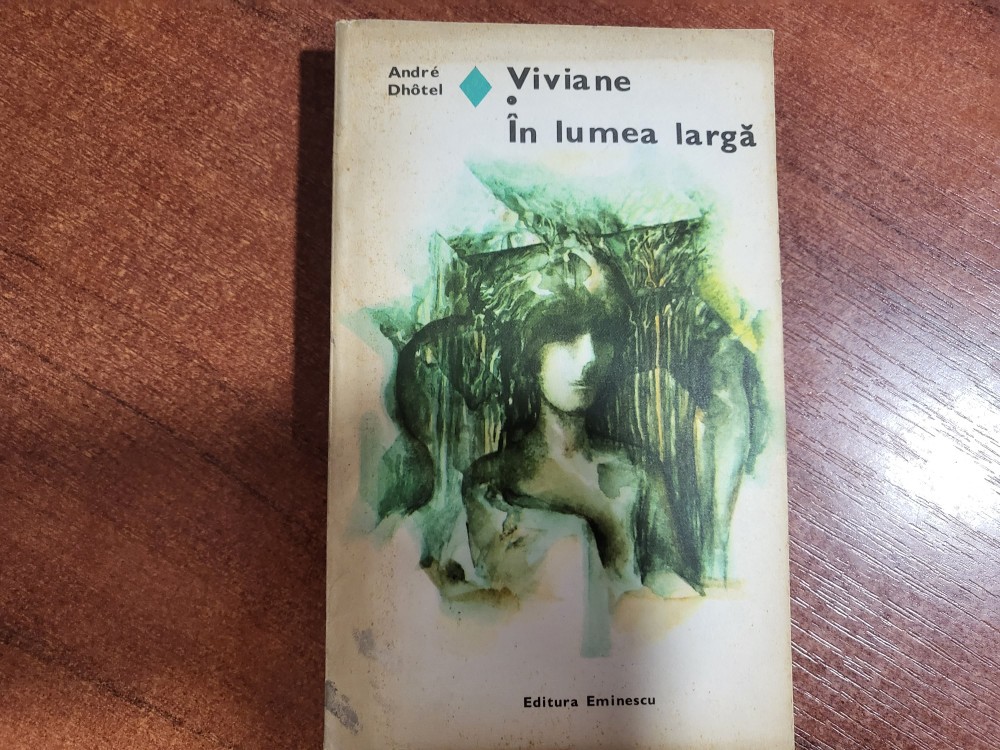 André
Dhôtel
Viviane
•
În lumea largă
Editura Eminescu